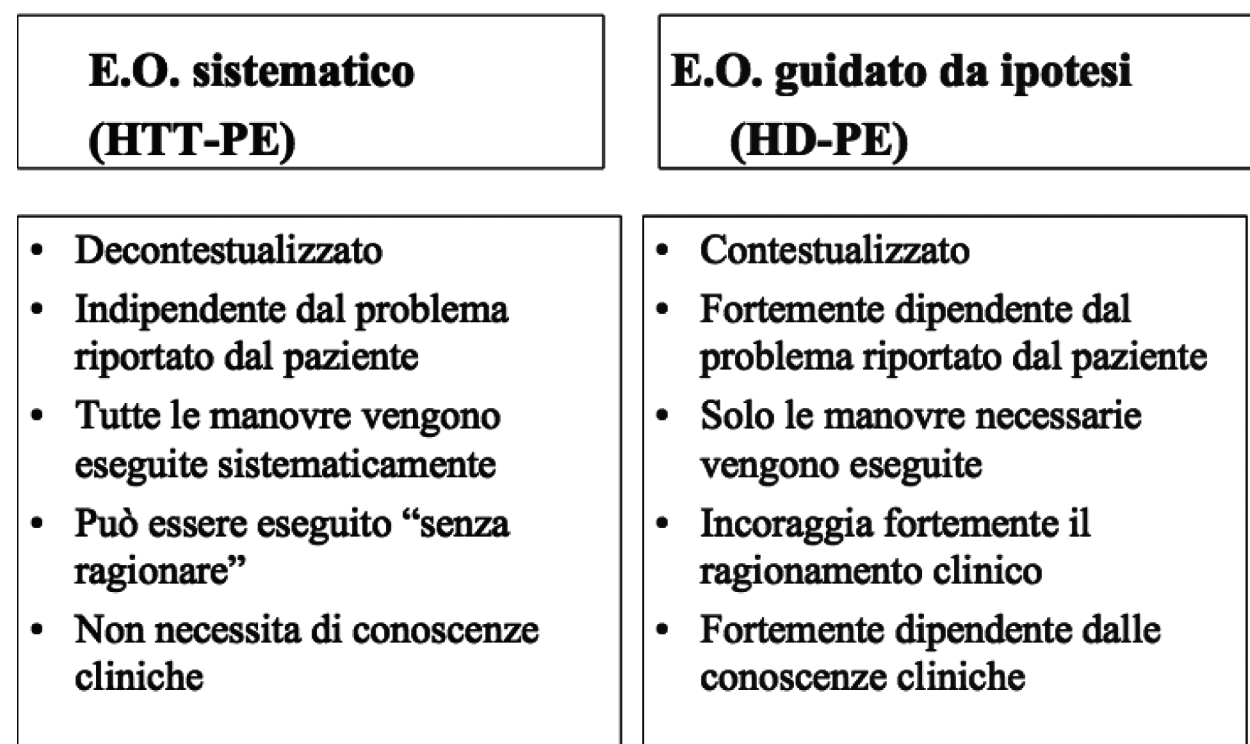 E.O. sistematico
(HTT-PE)
E.O. guidato da ipotesi
(HD-PE)
• Decontestualizzato
• Indipendente dal problema
riportato dal paziente
• Tutte le manovre vengono
eseguite sistematicamente
• Può essere eseguito “senza
ragionare”
• Non necessita di conoscenze
cliniche
• Contestualizzato
• Fortemente dipendente dal
problema riportato dal paziente
• Solo le manovre necessarie
vengono eseguite
• Incoraggia fortemente il
ragionamento clinico
• Fortemente dipendente dalle
conoscenze cliniche